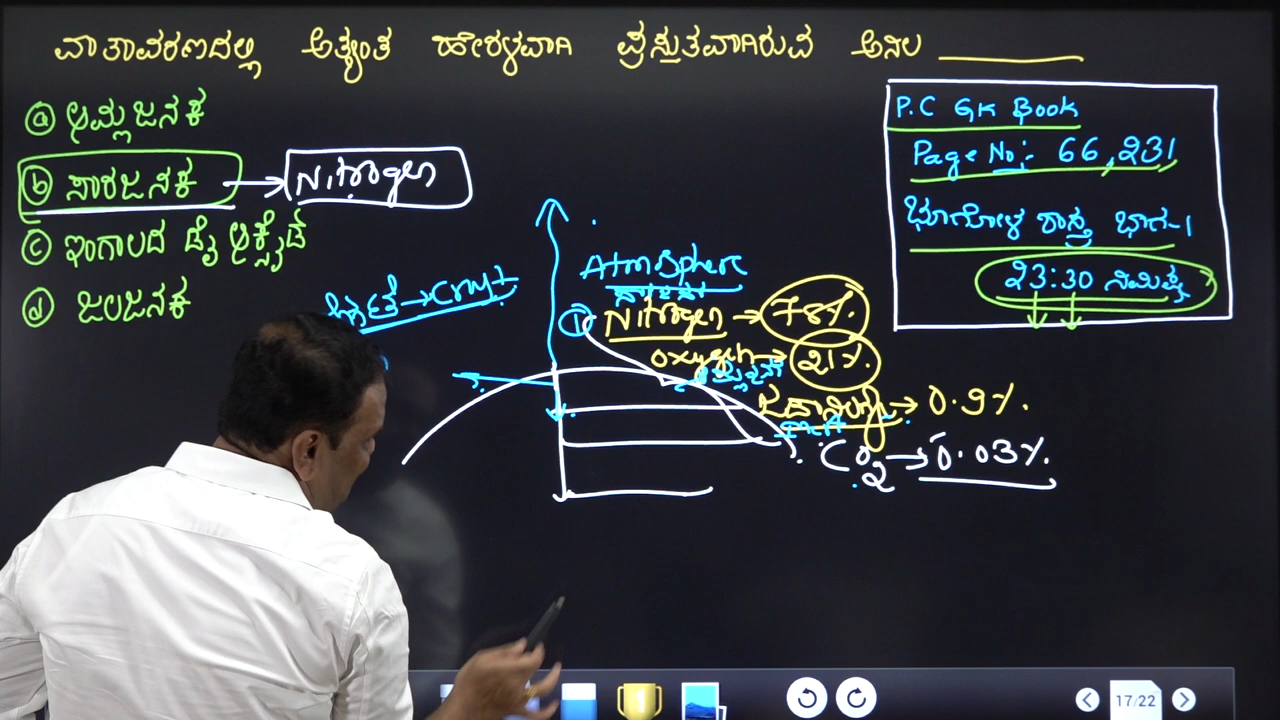 ವಾತಾವರಣದಲ್ಲಿ ಅತ್ಯಂತ ಹೇರಳವಾಗಿ ಪ್ರಸ್ತುತವಾಗಿರುವ ಅನಿಲ
ⓐ ಆಮ್ಲಜನಕ
ⓑ ಸಾರಜನಕ → Nitrogen
ⓒ ಇಂಗಾಲದ ಡೈ ಆಕ್ಸೈಡ್
ⓓ ಜಲಜನಕ
P.C GK Book
Page No:- 66,231
ಭೂಗೋಳ ಶಾಸ್ತ್ರ ಭಾಗ-1
23:30 ನಿಮಿಷ
Atmosphere
① Nitrogen → 78%.
oxygen → 21%.
→ 0.9%.
CO2 → 0.03%.
17/22